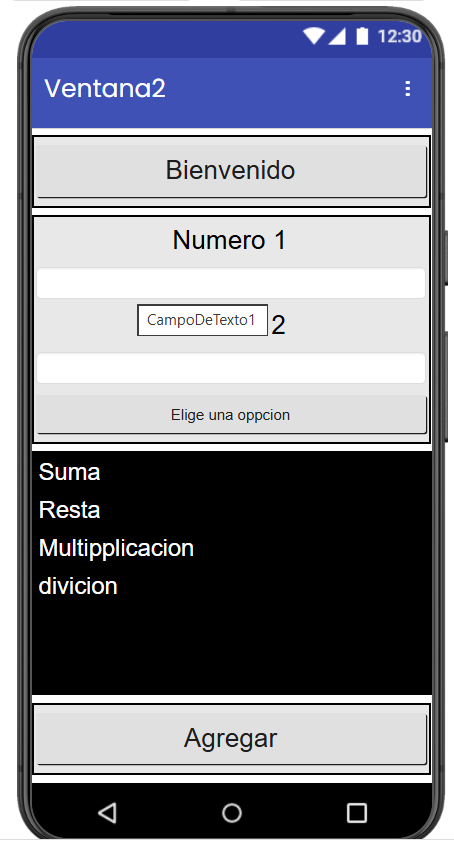 12:30
Ventana2
Bienvenido
Numero 1
CampoDeTexto1 2
Elige una oppcion
Suma
Resta
Multipplicacion
divicion
Agregar